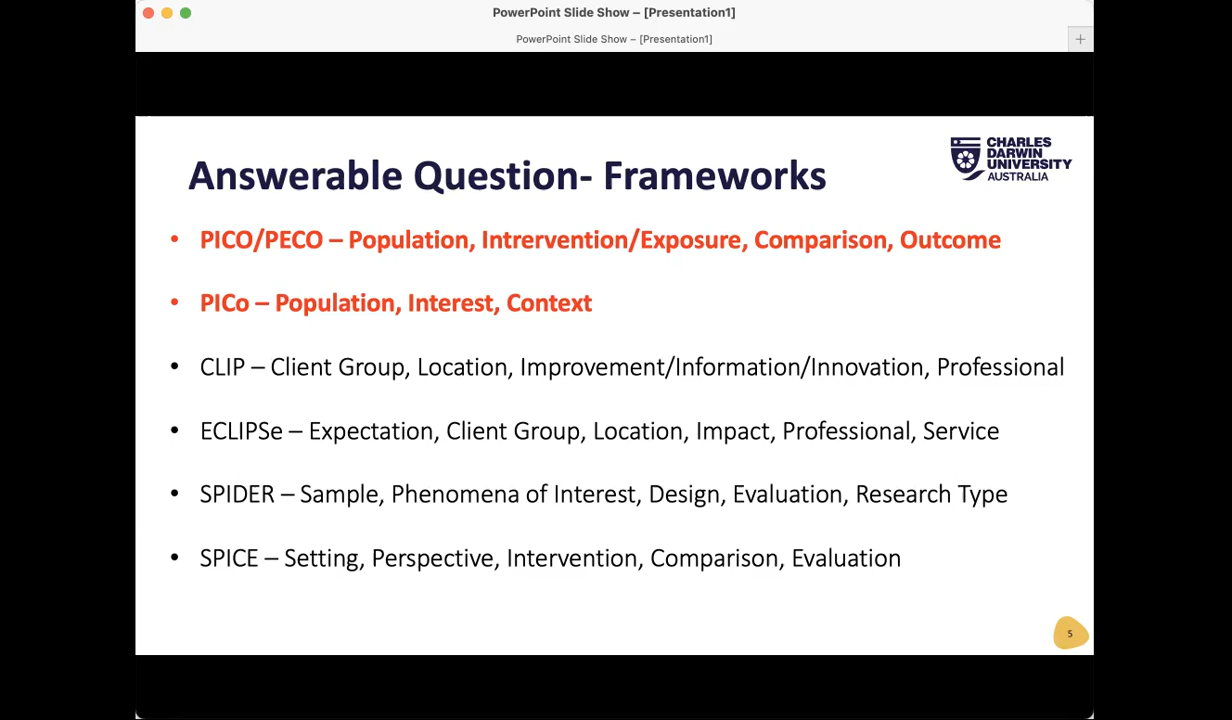 PowerPoint Slide Show – [Presentation1]
PowerPoint Slide Show – [Presentation1]
+
CHARLES
DARWIN
UNIVERSITY
AUSTRALIA
Answerable Question- Frameworks
• PICO/PECO – Population, Intrervention/Exposure, Comparison, Outcome
• PICo – Population, Interest, Context
• CLIP – Client Group, Location, Improvement/Information/Innovation, Professional
• ECLIPSe – Expectation, Client Group, Location, Impact, Professional, Service
• SPIDER – Sample, Phenomena of Interest, Design, Evaluation, Research Type
• SPICE – Setting, Perspective, Intervention, Comparison, Evaluation
5